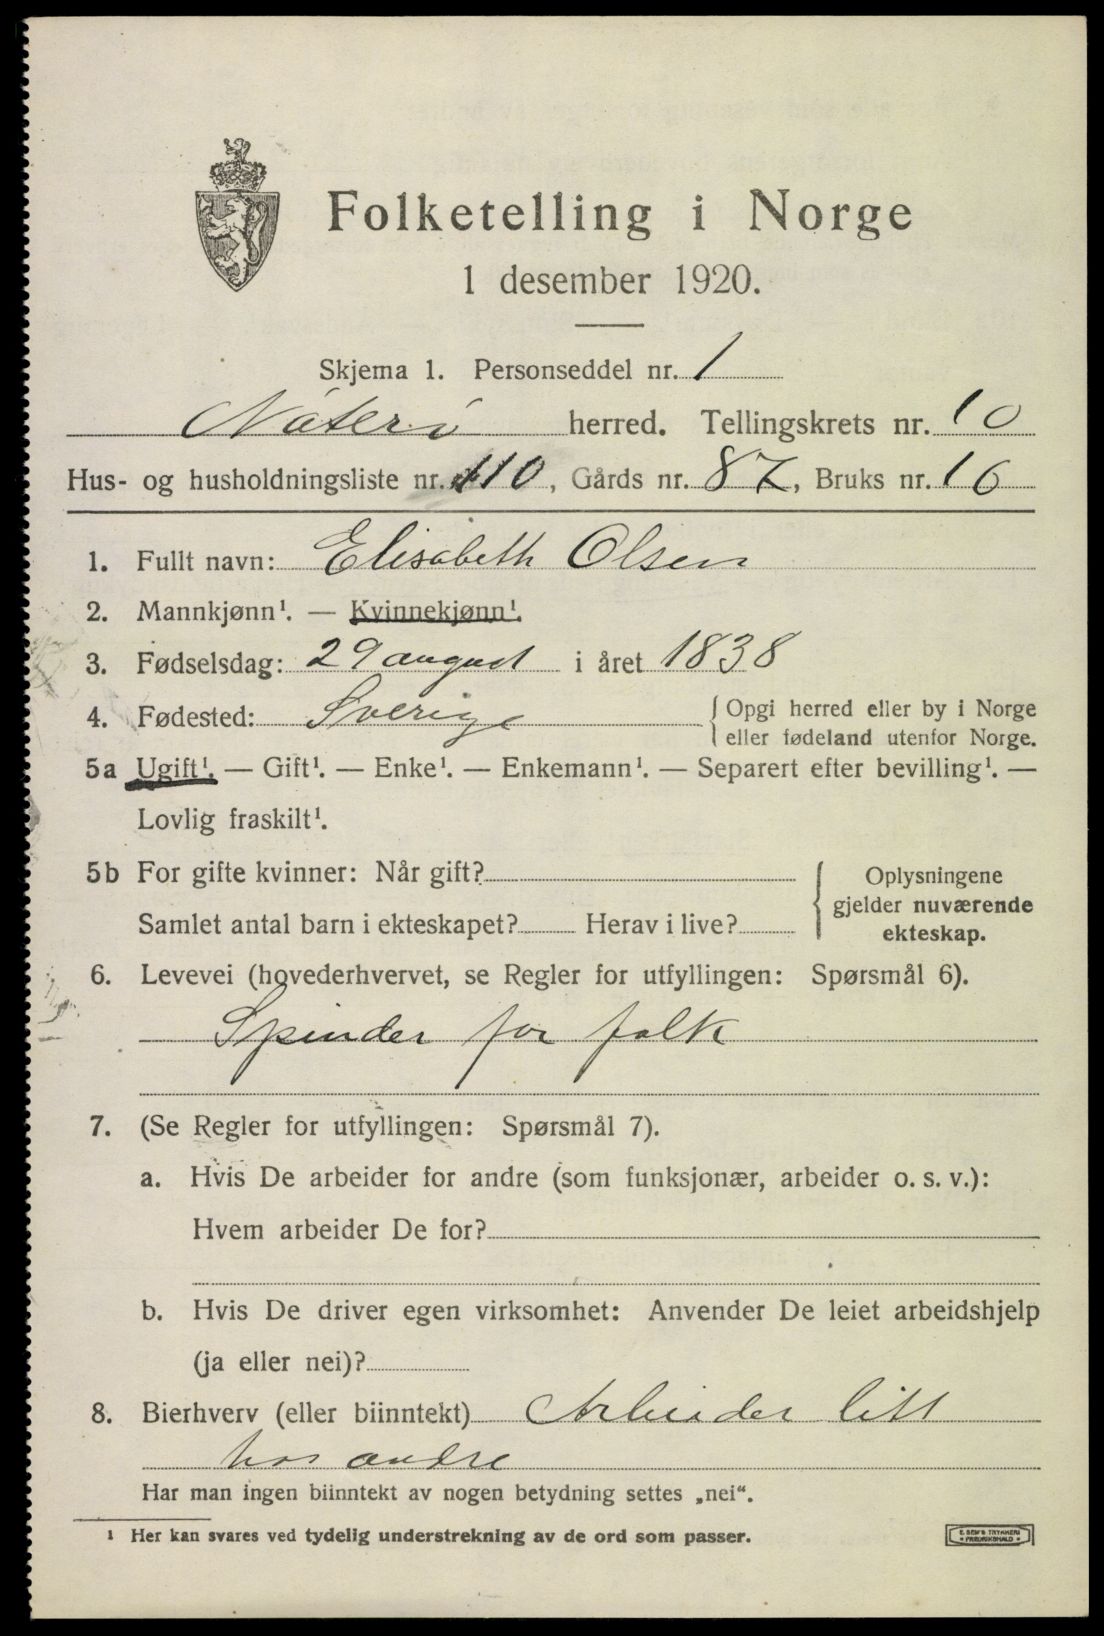 Folketelling i Norge
1 desember 1920.
Skjema 1. Personseddel nr. 1
Nøterø herred. Tellingskrets nr. 10
Hus- og husholdningsliste nr. 110, Gårds nr. 87, Bruks nr. 16
1. Fullt navn: Elisabeth Olsen
2. Mannkjønn¹. — Kvinnekjønn¹.
3. Fødselsdag: 29 august i året 1838
4. Fødested: Sverige { Opgi herred eller by i Norge
eller fødeland utenfor Norge.
5a Ugift¹. — Gift¹. — Enke¹. — Enkemann¹. — Separert efter bevilling¹. —
Lovlig fraskilt¹.
5b For gifte kvinner: Når gift?
Samlet antal barn i ekteskapet? Herav i live?
Oplysningene
gjelder nuværende
ekteskap.
6. Levevei (hovederhvervet, se Regler for utfyllingen: Spørsmål 6).
Spinder for folk
7. (Se Regler for utfyllingen: Spørsmål 7).
a. Hvis De arbeider for andre (som funksjonær, arbeider o. s. v.):
Hvem arbeider De for?
b. Hvis De driver egen virksomhet: Anvender De leiet arbeidshjelp
(ja eller nei)?
8. Bierhverv (eller biinntekt) Arbeider litt
hos andre
Har man ingen biinntekt av nogen betydning settes „nei“.
¹ Her kan svares ved tydelig understrekning av de ord som passer.
E. SEM'S TRYKKERI
FREDRIKSHALD